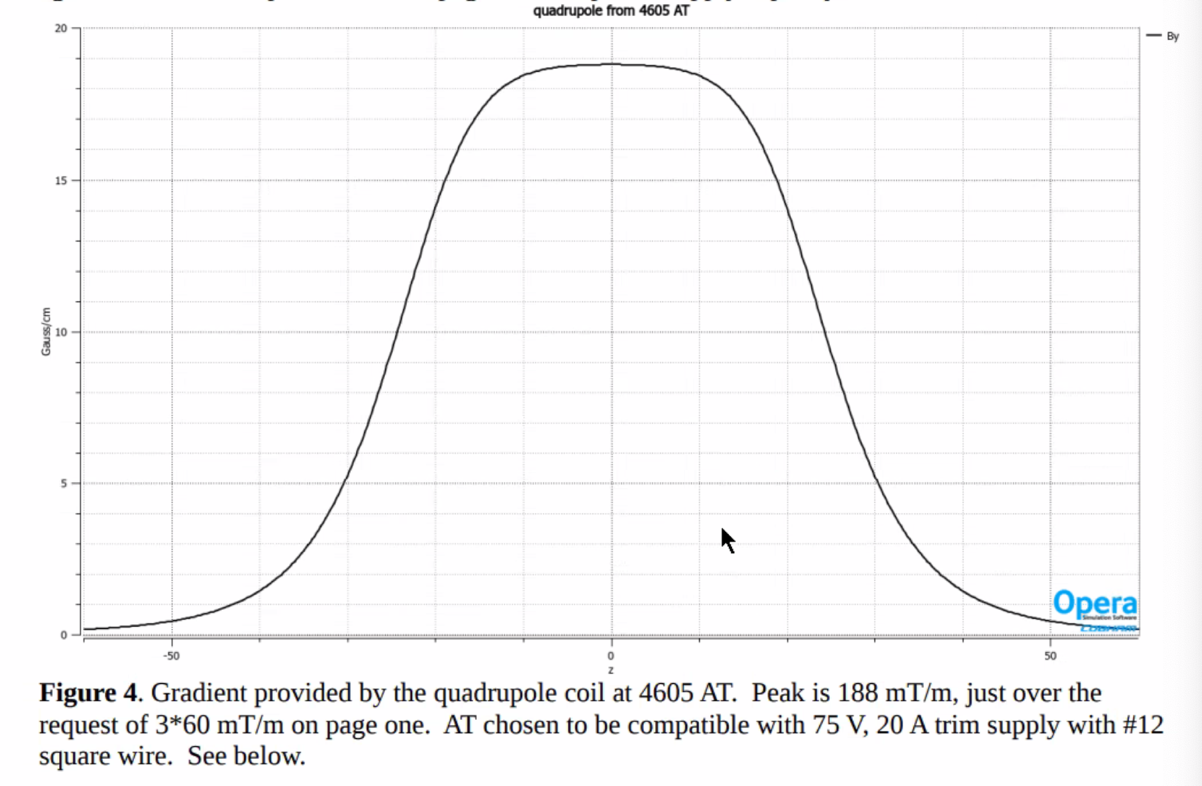 quadrupole from 4605 AT
20
By
15
Gauss/cm
10
5
Opera
Simulation Software
0
-50
0
50
z
Figure 4. Gradient provided by the quadrupole coil at 4605 AT. Peak is 188 mT/m, just over the
request of 3*60 mT/m on page one. AT chosen to be compatible with 75 V, 20 A trim supply with #12
square wire. See below.